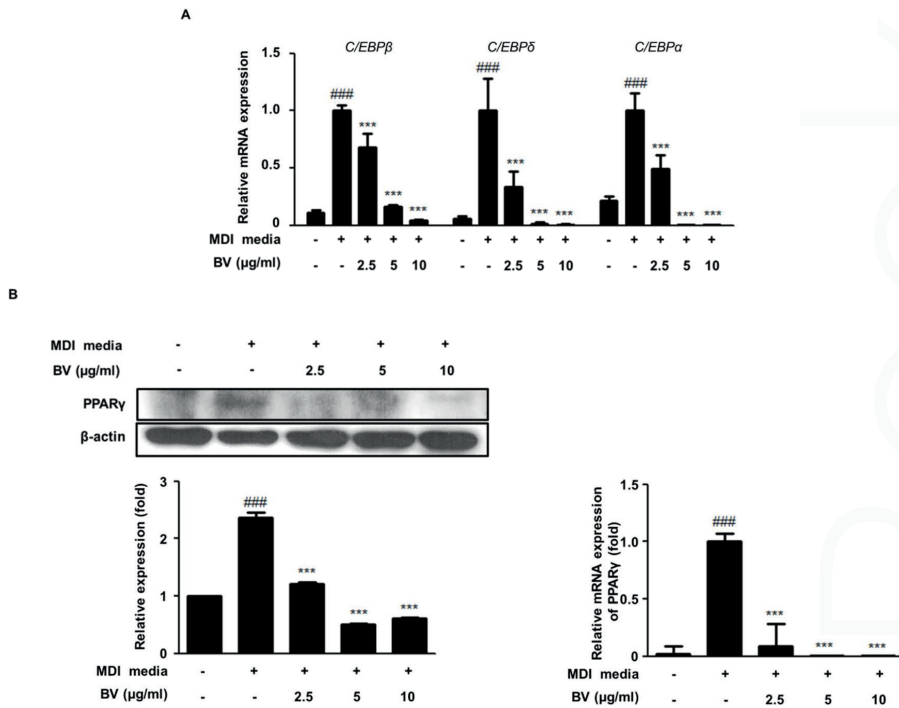 A
C/EBPβ C/EBPδ C/EBPα
Relative mRNA expression
1.5
1.0
0.5
0
### *** *** ***
### *** *** ***
### *** *** ***
MDI media - + + + + - + + + + - + + + +
BV (µg/ml) - - 2.5 5 10 - - 2.5 5 10 - - 2.5 5 10
B
MDI media - + + + +
BV (µg/ml) - - 2.5 5 10
PPARγ
β-actin
Relative expression (fold)
3
2
1
0
### *** *** ***
MDI media - + + + +
BV (µg/ml) - - 2.5 5 10
Relative mRNA expression
of PPARγ (fold)
1.5
1.0
0.5
0
### *** *** ***
MDI media - + + + +
BV (µg/ml) - - 2.5 5 10